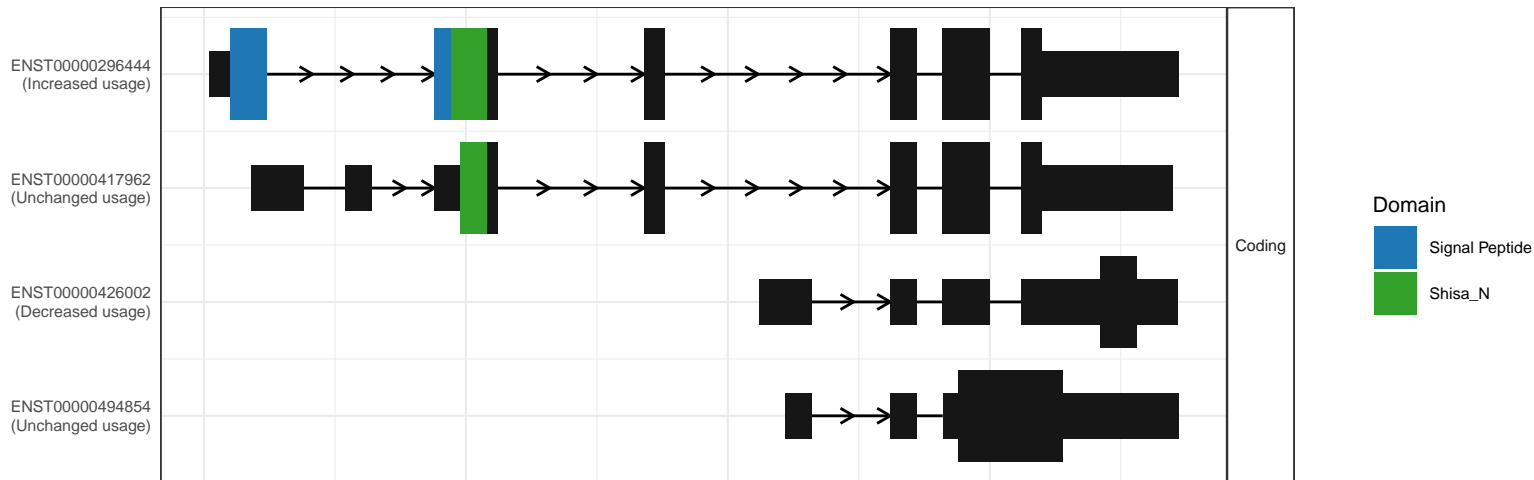 ENST00000296444
(Increased usage)
ENST00000417962
(Unchanged usage)
ENST00000426002
(Decreased usage)
ENST00000494854
(Unchanged usage)
Coding
Domain
Signal Peptide
Shisa_N